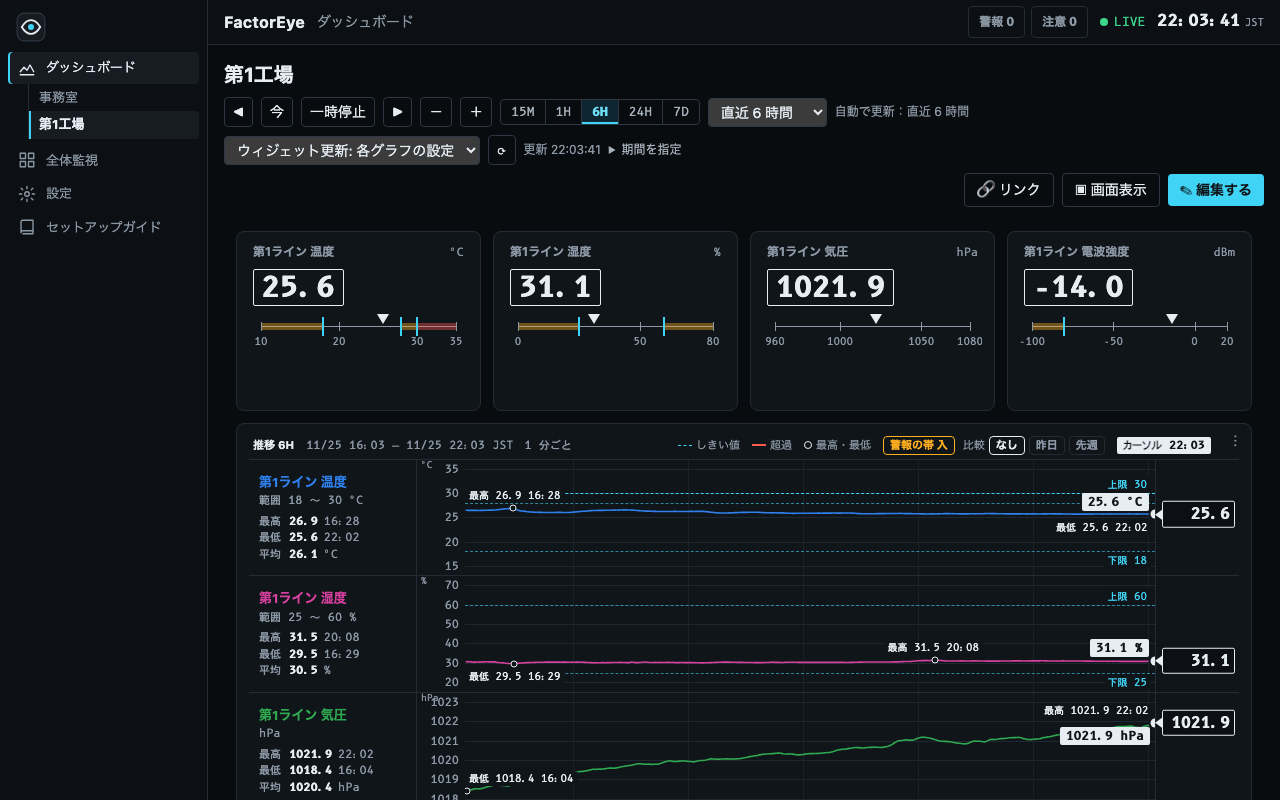 FactorEye ダッシュボード 警報 0 注意 0 LIVE 22:03:41 JST
ダッシュボード
事務室
第1工場
全体監視
設定
セットアップガイド
第1工場
◀ 今 一時停止 ▶ − + 15M 1H 6H 24H 7D 直近 6 時間 自動で更新：直近 6 時間
ウィジェット更新: 各グラフの設定 ⟳ 更新 22:03:41 ▶ 期間を指定
🔗 リンク ▣ 画面表示 ✎ 編集する
第1ライン 温度 °C
25.6
10 20 30 35
第1ライン 湿度 %
31.1
0 50 80
第1ライン 気圧 hPa
1021.9
960 1000 1050 1080
第1ライン 電波強度 dBm
-14.0
-100 -50 0 20
推移 6H 11/25 16:03 — 11/25 22:03 JST 1 分ごと --- しきい値 — 超過 ○ 最高・最低 警報の帯 入 比較 なし 昨日 先週 カーソル 22:03 ⋮
第1ライン 温度
範囲 18 ～ 30 °C
最高 26.9 16:28
最低 25.6 22:02
平均 26.1 °C
°C
35
30
25
20
15
最高 26.9 16:28
上限 30
25.6 °C
最低 25.6 22:02
下限 18
25.6
第1ライン 湿度
範囲 25 ～ 60 %
最高 31.5 20:08
最低 29.5 16:29
平均 30.5 %
%
70
60
50
40
30
20
上限 60
最高 31.5 20:08
31.1 %
最低 29.5 16:29
下限 25
31.1
第1ライン 気圧
hPa
最高 1021.9 22:02
最低 1018.4 16:04
平均 1020.4 hPa
hPa
1023
1022
1021
1020
1019
1018
最高 1021.9 22:02
1021.9 hPa
最低 1018.4 16:04
1021.9